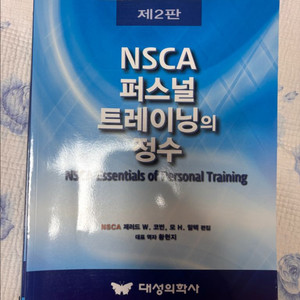 제2판
NSCA
퍼스널
트레이닝의
정수
NSCA's Essentials of Personal Training
NSCA 제러드 W. 코번, 모 H. 말렉 편집
대표 역자 황현지
대성의학사